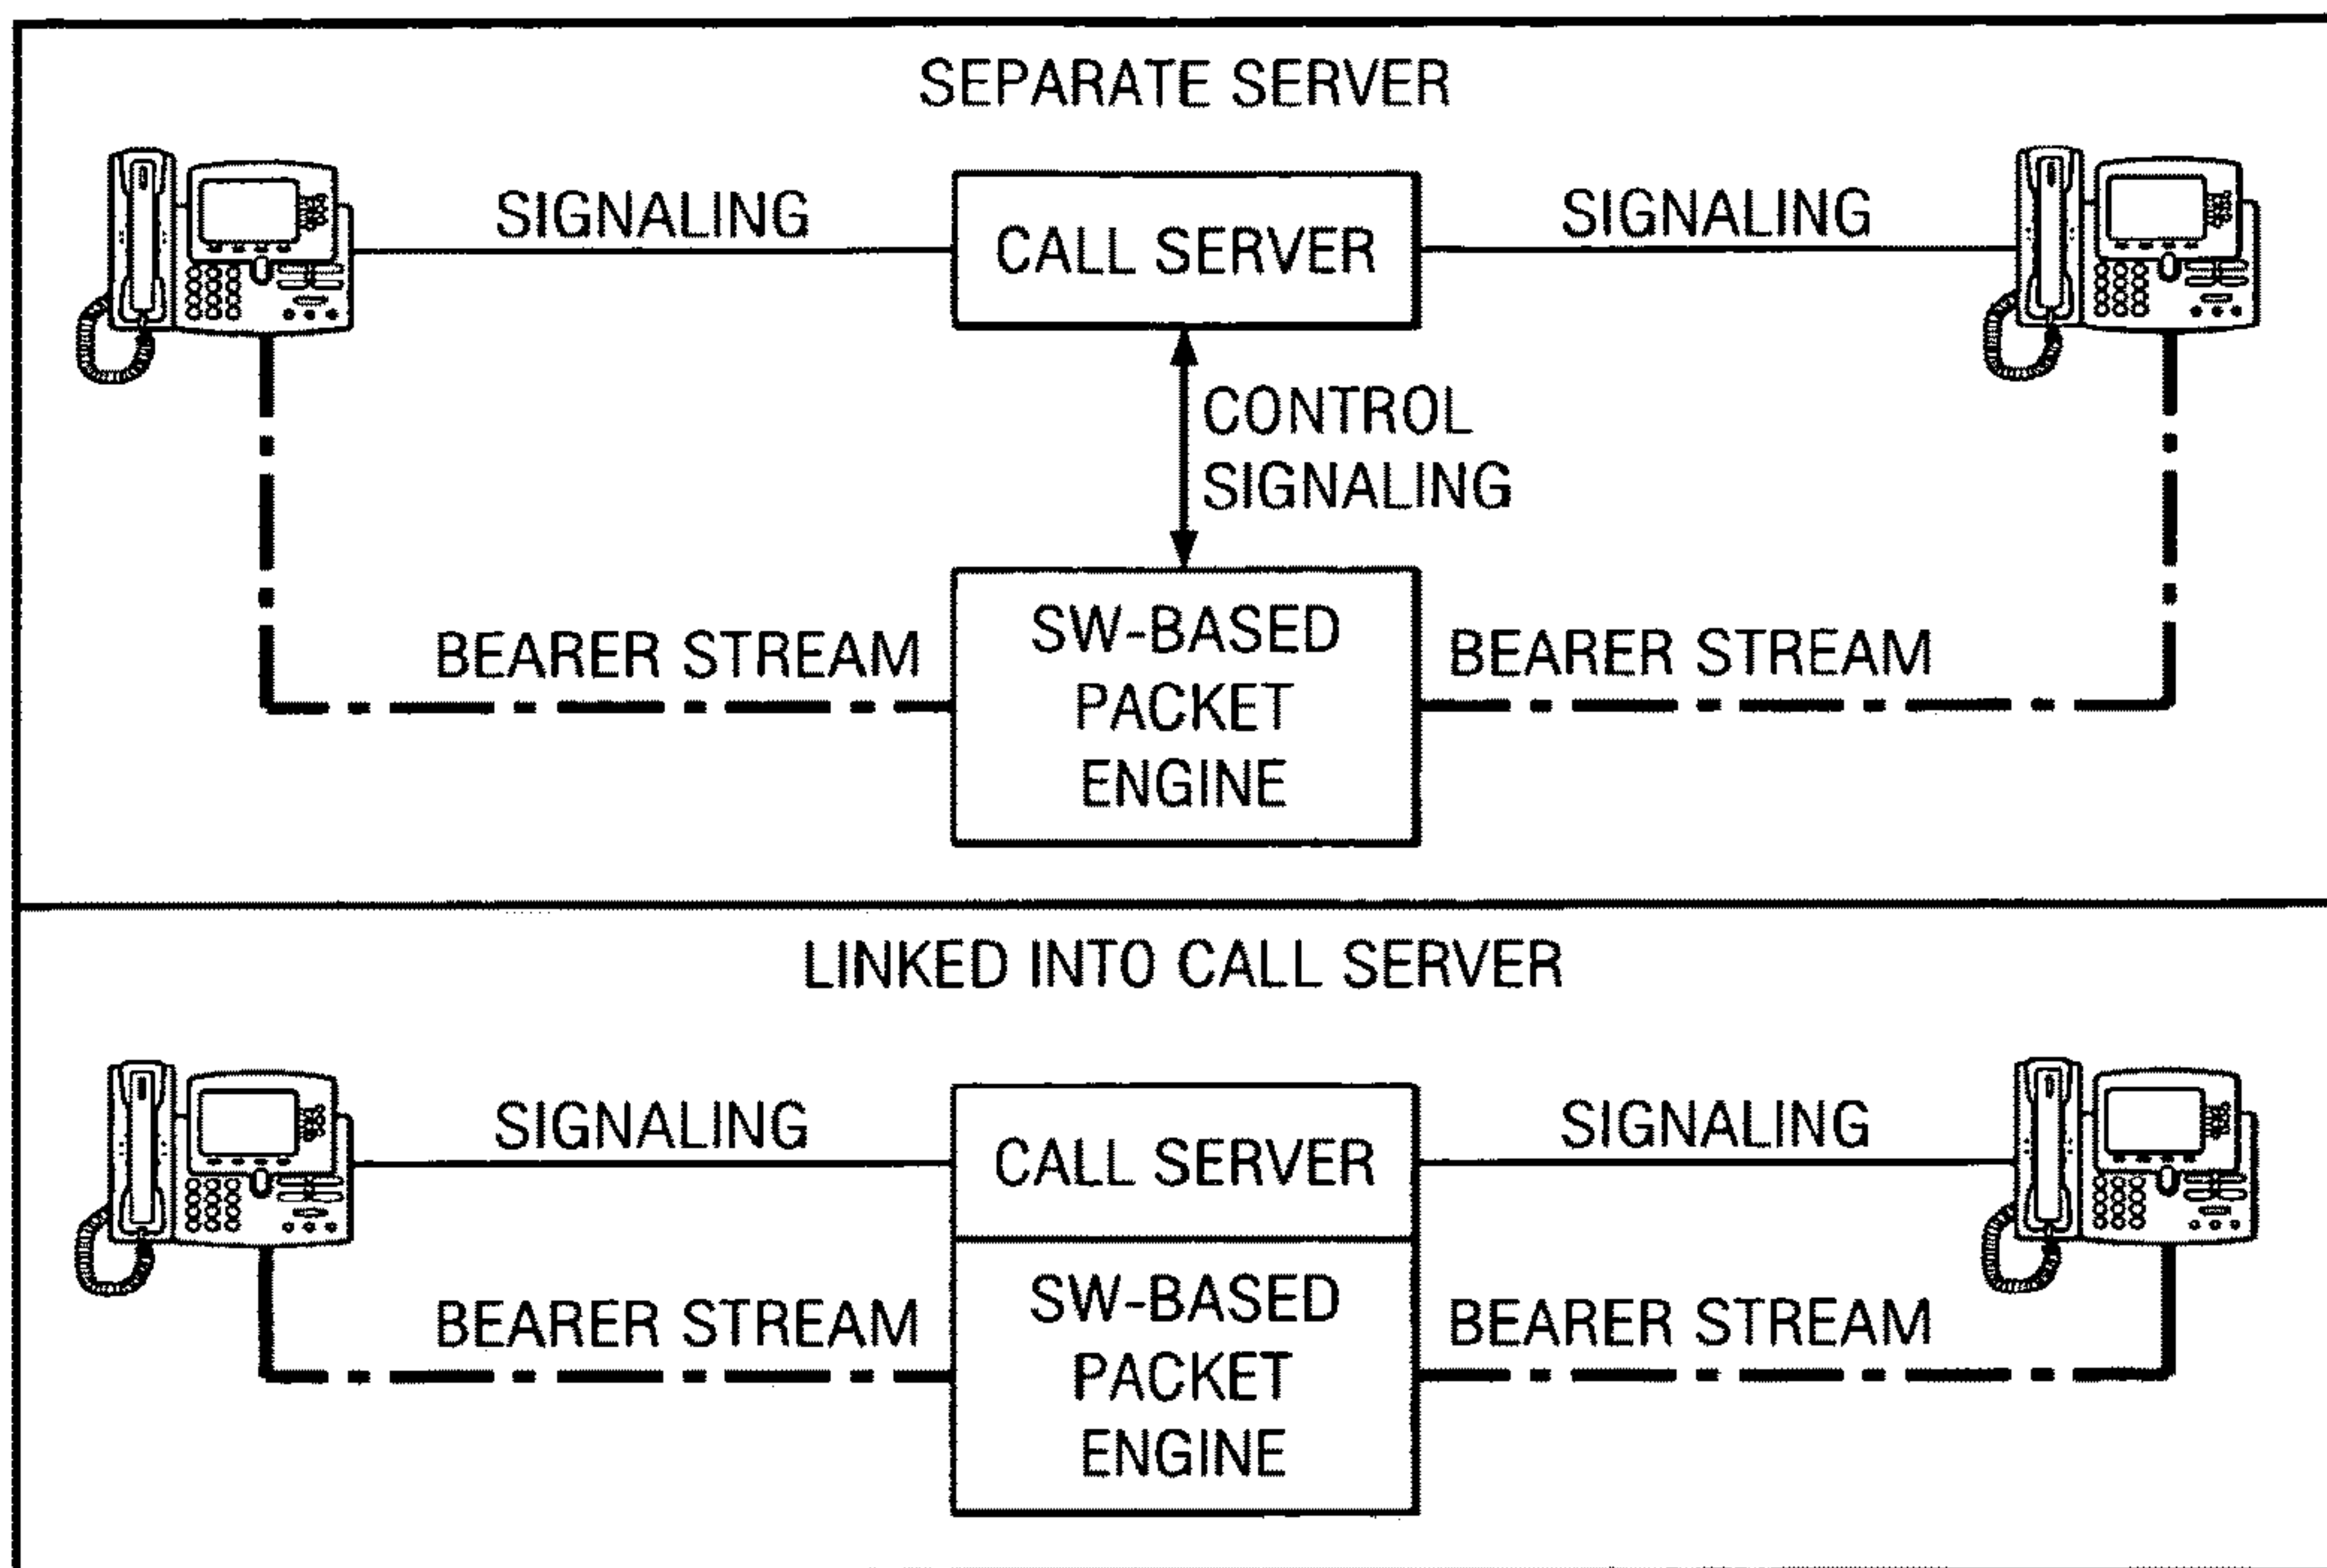 SEPARATE SERVER
SIGNALING
CALL SERVER
SIGNALING
CONTROL
SIGNALING
BEARER STREAM
SW-BASED
PACKET
ENGINE
BEARER STREAM
LINKED INTO CALL SERVER
SIGNALING
CALL SERVER
SIGNALING
BEARER STREAM
SW-BASED
PACKET
ENGINE
BEARER STREAM